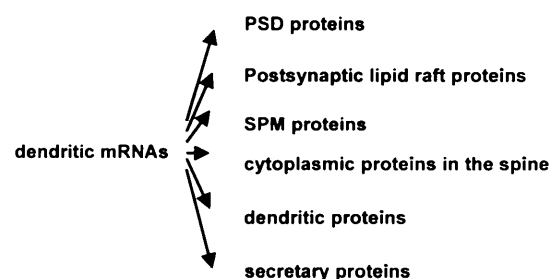 PSD proteins
Postsynaptic lipid raft proteins
SPM proteins
dendritic mRNAs
cytoplasmic proteins in the spine
dendritic proteins
secretary proteins